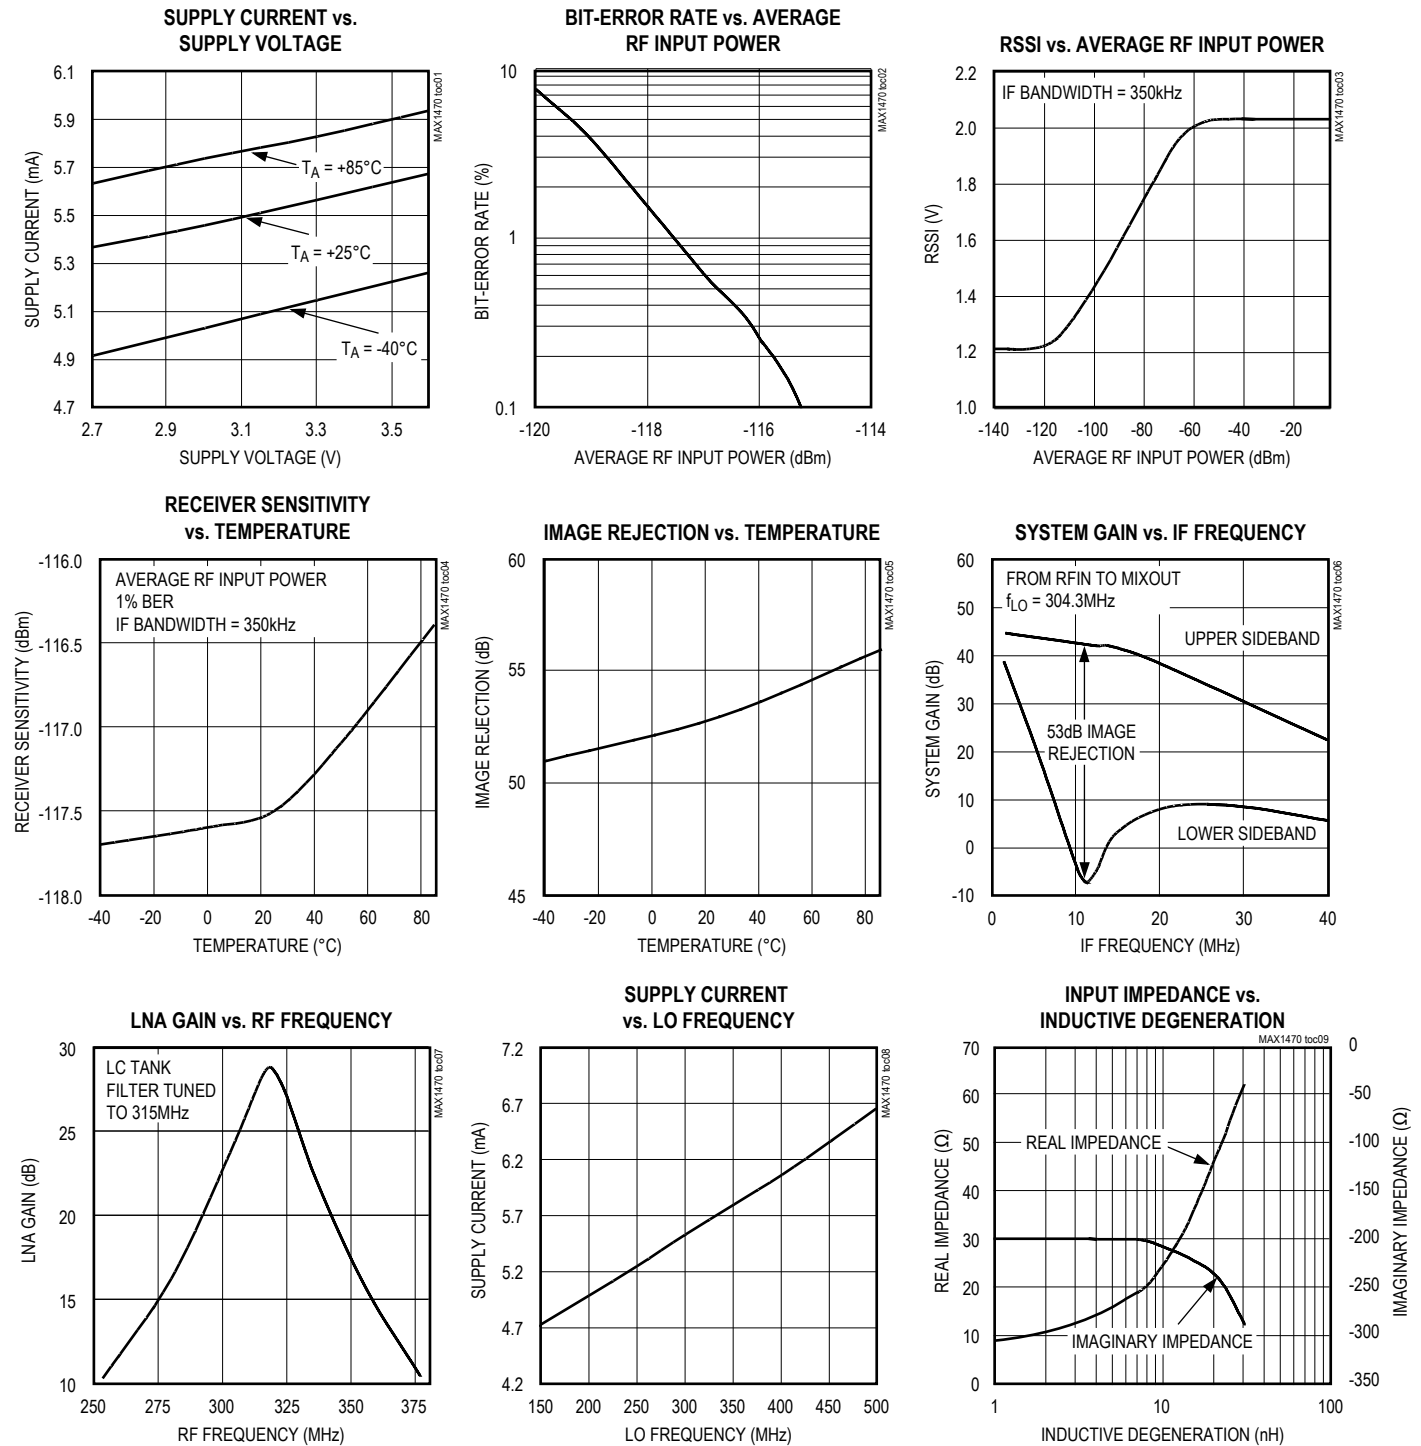 SUPPLY CURRENT vs.
SUPPLY VOLTAGE
MAX1470 toc01
6.1
5.9
5.7
5.5
5.3
5.1
4.9
4.7
SUPPLY CURRENT (mA)
TA = +85°C
TA = +25°C
TA = -40°C
2.7 2.9 3.1 3.3 3.5
SUPPLY VOLTAGE (V)
BIT-ERROR RATE vs. AVERAGE
RF INPUT POWER
MAX1470 toc02
10
1
0.1
BIT-ERROR RATE (%)
-120 -118 -116 -114
AVERAGE RF INPUT POWER (dBm)
RSSI vs. AVERAGE RF INPUT POWER
MAX1470 toc03
IF BANDWIDTH = 350kHz
2.2
2.0
1.8
1.6
1.4
1.2
1.0
RSSI (V)
-140 -120 -100 -80 -60 -40 -20
AVERAGE RF INPUT POWER (dBm)
RECEIVER SENSITIVITY
vs. TEMPERATURE
MAX1470 toc04
AVERAGE RF INPUT POWER
1% BER
IF BANDWIDTH = 350kHz
-116.0
-116.5
-117.0
-117.5
-118.0
RECEIVER SENSITIVITY (dBm)
-40 -20 0 20 40 60 80
TEMPERATURE (°C)
IMAGE REJECTION vs. TEMPERATURE
MAX1470 toc05
60
55
50
45
IMAGE REJECTION (dB)
-40 -20 0 20 40 60 80
TEMPERATURE (°C)
SYSTEM GAIN vs. IF FREQUENCY
MAX1470 toc06
FROM RFIN TO MIXOUT
fLO = 304.3MHz
UPPER SIDEBAND
53dB IMAGE
REJECTION
LOWER SIDEBAND
60
50
40
30
20
10
0
-10
SYSTEM GAIN (dB)
0 10 20 30 40
IF FREQUENCY (MHz)
LNA GAIN vs. RF FREQUENCY
MAX1470 toc07
LC TANK
FILTER TUNED
TO 315MHz
30
25
20
15
10
LNA GAIN (dB)
250 275 300 325 350 375
RF FREQUENCY (MHz)
SUPPLY CURRENT
vs. LO FREQUENCY
MAX1470 toc08
7.2
6.7
6.2
5.7
5.2
4.7
4.2
SUPPLY CURRENT (mA)
150 200 250 300 350 400 450 500
LO FREQUENCY (MHz)
INPUT IMPEDANCE vs.
INDUCTIVE DEGENERATION
MAX1470 toc09
70
60
50
40
30
20
10
0
REAL IMPEDANCE (Ω)
REAL IMPEDANCE
IMAGINARY IMPEDANCE
0
-50
-100
-150
-200
-250
-300
-350
IMAGINARY IMPEDANCE (Ω)
1 10 100
INDUCTIVE DEGENERATION (nH)